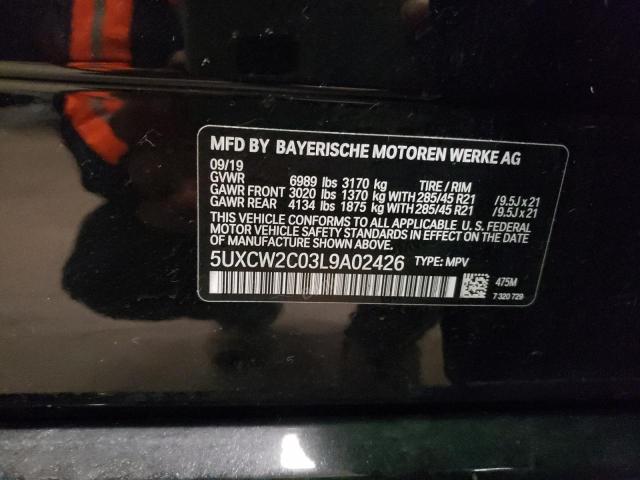 MFD BY BAYERISCHE MOTOREN WERKE AG
09/19
GVWR 6989 lbs 3170 kg TIRE / RIM
GAWR FRONT 3020 lbs 1370 kg WITH 285/45 R21 / 9.5J x 21
GAWR REAR 4134 lbs 1875 kg WITH 285/45 R21 / 9.5J x 21
THIS VEHICLE CONFORMS TO ALL APPLICABLE U. S. FEDERAL
MOTOR VEHICLE SAFETY STANDARDS IN EFFECT ON THE DATE OF
MANUFACTURE SHOWN ABOVE.
5UXCW2C03L9A02426 TYPE: MPV
475M
7 320 729